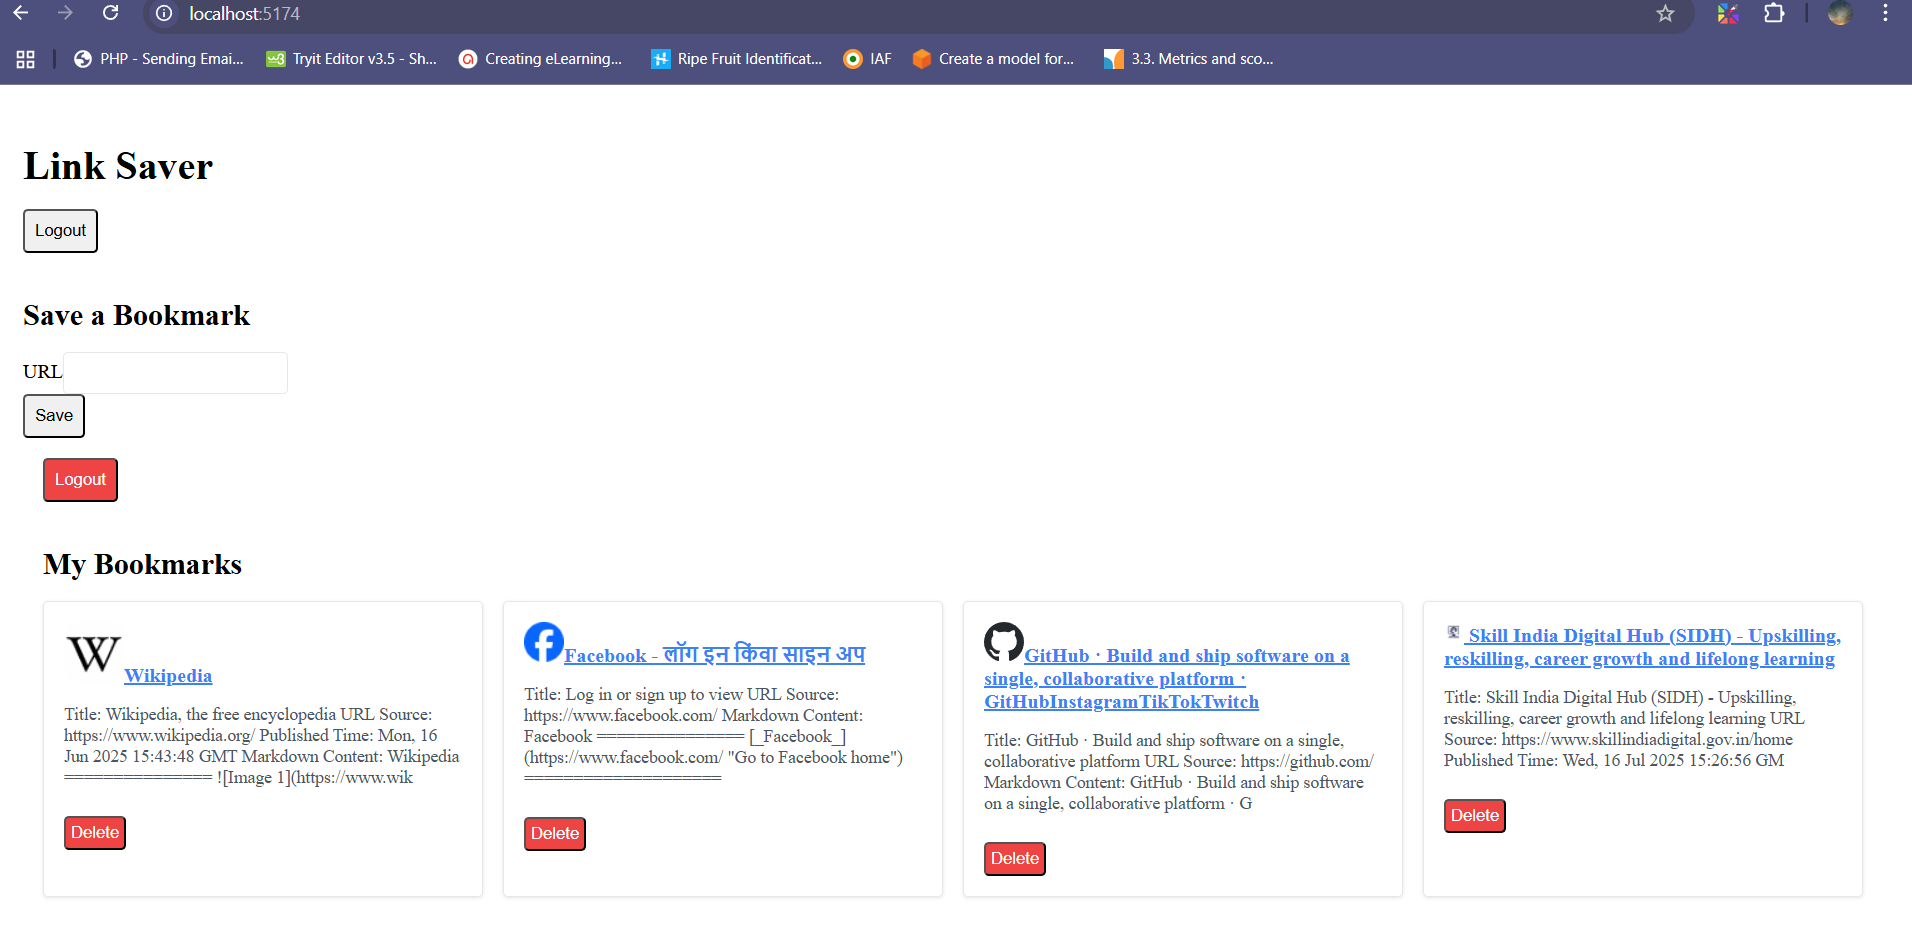 localhost:5174
PHP - Sending Emai...
Tryit Editor v3.5 - Sh...
Creating eLearning...
Ripe Fruit Identificat...
IAF
Create a model for...
3.3. Metrics and sco...
Link Saver
Logout
Save a Bookmark
URL
Save
Logout
My Bookmarks
Wikipedia
Title: Wikipedia, the free encyclopedia URL Source:
https://www.wikipedia.org/ Published Time: Mon, 16
Jun 2025 15:43:48 GMT Markdown Content: Wikipedia
=============== ![Image 1](https://www.wik
Delete
Facebook - लॉग इन किंवा साइन अप
Title: Log in or sign up to view URL Source:
https://www.facebook.com/ Markdown Content:
Facebook =============== [_Facebook_]
(https://www.facebook.com/ "Go to Facebook home")
====================
Delete
GitHub · Build and ship software on a
single, collaborative platform ·
GitHubInstagramTikTokTwitch
Title: GitHub · Build and ship software on a single,
collaborative platform URL Source: https://github.com/
Markdown Content: GitHub · Build and ship software
on a single, collaborative platform · G
Delete
Skill India Digital Hub (SIDH) - Upskilling,
reskilling, career growth and lifelong learning
Title: Skill India Digital Hub (SIDH) - Upskilling,
reskilling, career growth and lifelong learning URL
Source: https://www.skillindiadigital.gov.in/home
Published Time: Wed, 16 Jul 2025 15:26:56 GM
Delete